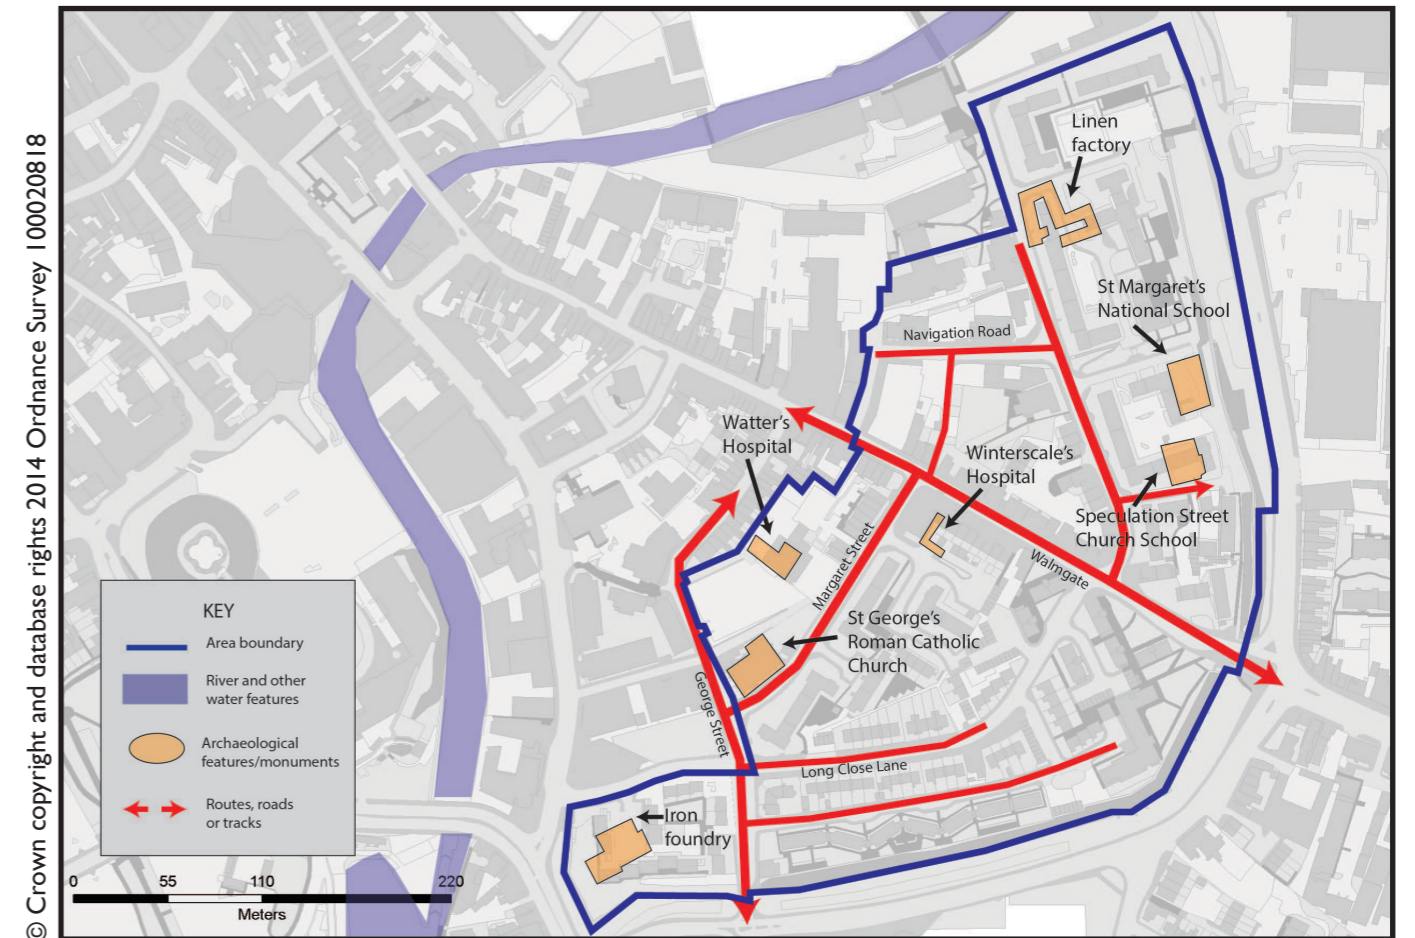 © Crown copyright and database rights 2014 Ordnance Survey 100020818
Linen
factory
St Margaret's
National School
Navigation Road
Watter's
Hospital
Winterscale's
Hospital
Speculation Street
Church School
Margaret Street
Walmgate
St George's
Roman Catholic
Church
George Street
Long Close Lane
Iron
foundry
KEY
Area boundary
River and other
water features
Archaeological
features/monuments
Routes, roads
or tracks
0 55 110 220
Meters